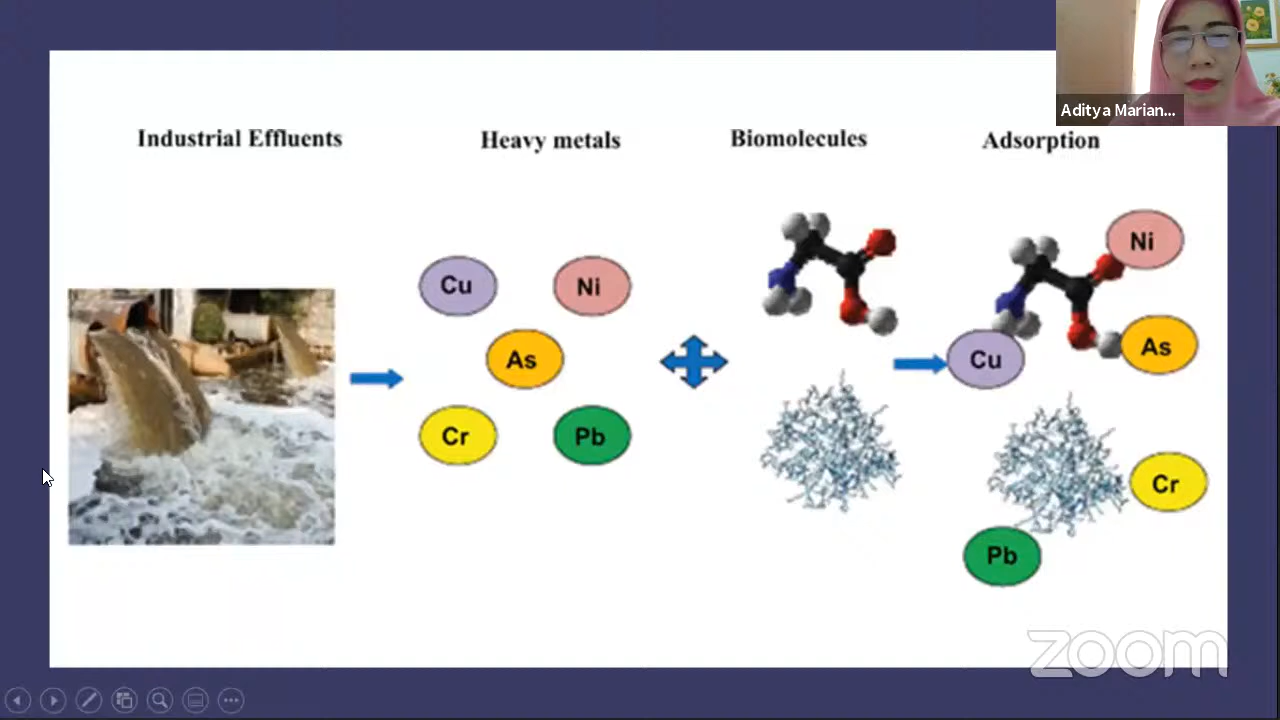 Aditya Marian...
Industrial Effluents
Heavy metals
Biomolecules
Adsorption
Cu
Ni
As
Cr
Pb
Ni
Cu
As
Cr
Pb
zoom